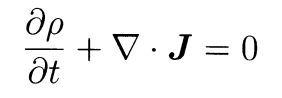 ∂ρ/∂t + ∇ · J = 0